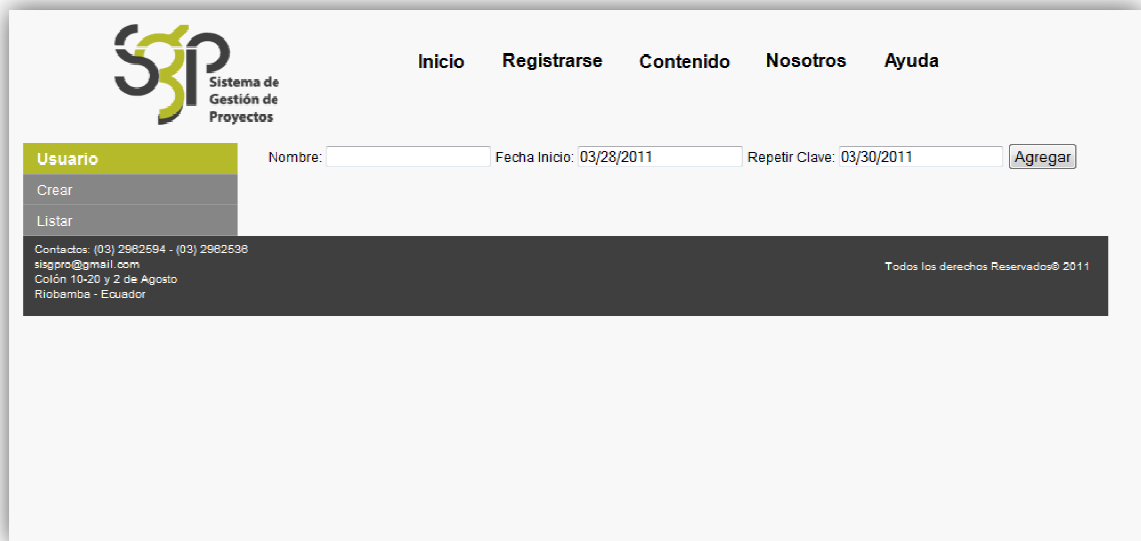 SGP
Sistema de
Gestión de
Proyectos
Inicio Registrarse Contenido Nosotros Ayuda
Usuario
Crear
Listar
Nombre: Fecha Inicio: 03/28/2011 Repetir Clave: 03/30/2011 Agregar
Contactos: (03) 2962594 - (03) 2962536
sisgpro@gmail.com
Colón 10-20 y 2 de Agosto
Riobamba - Ecuador
Todos los derechos Reservados© 2011